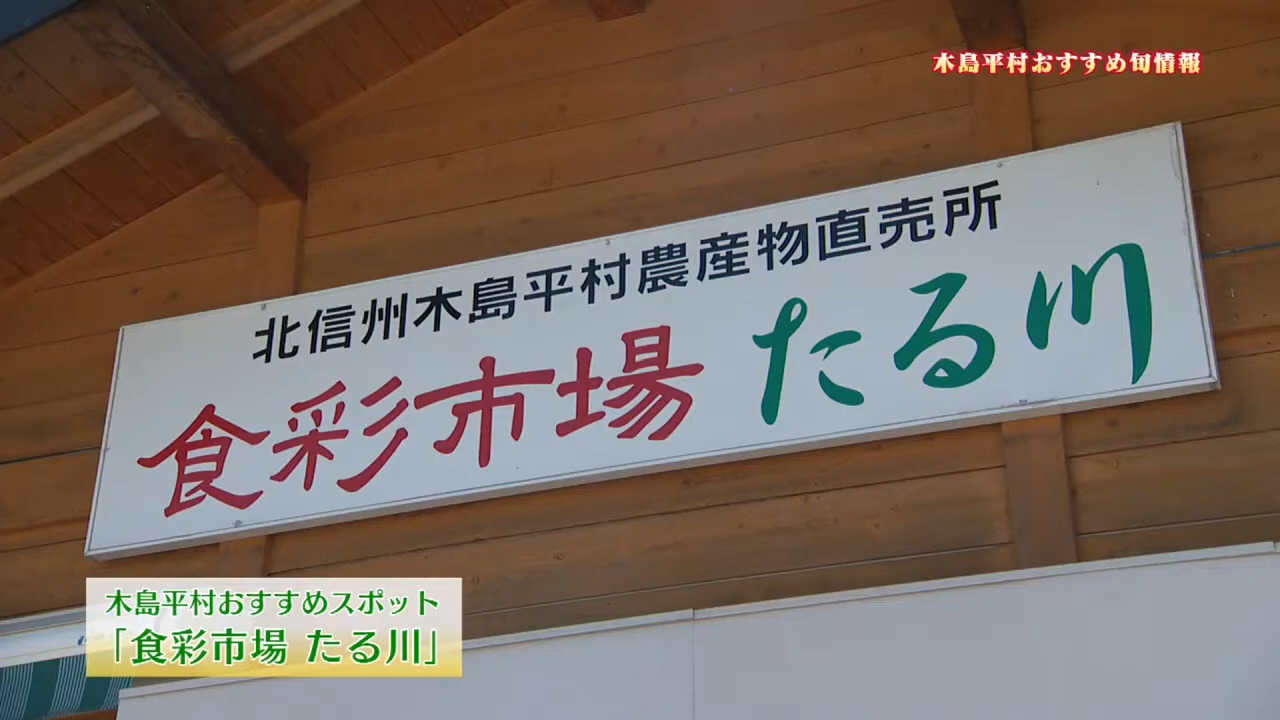 木島平村おすすめ旬情報
北信州木島平村農産物直売所
食彩市場 たる川
木島平村おすすめスポット
「食彩市場 たる川」